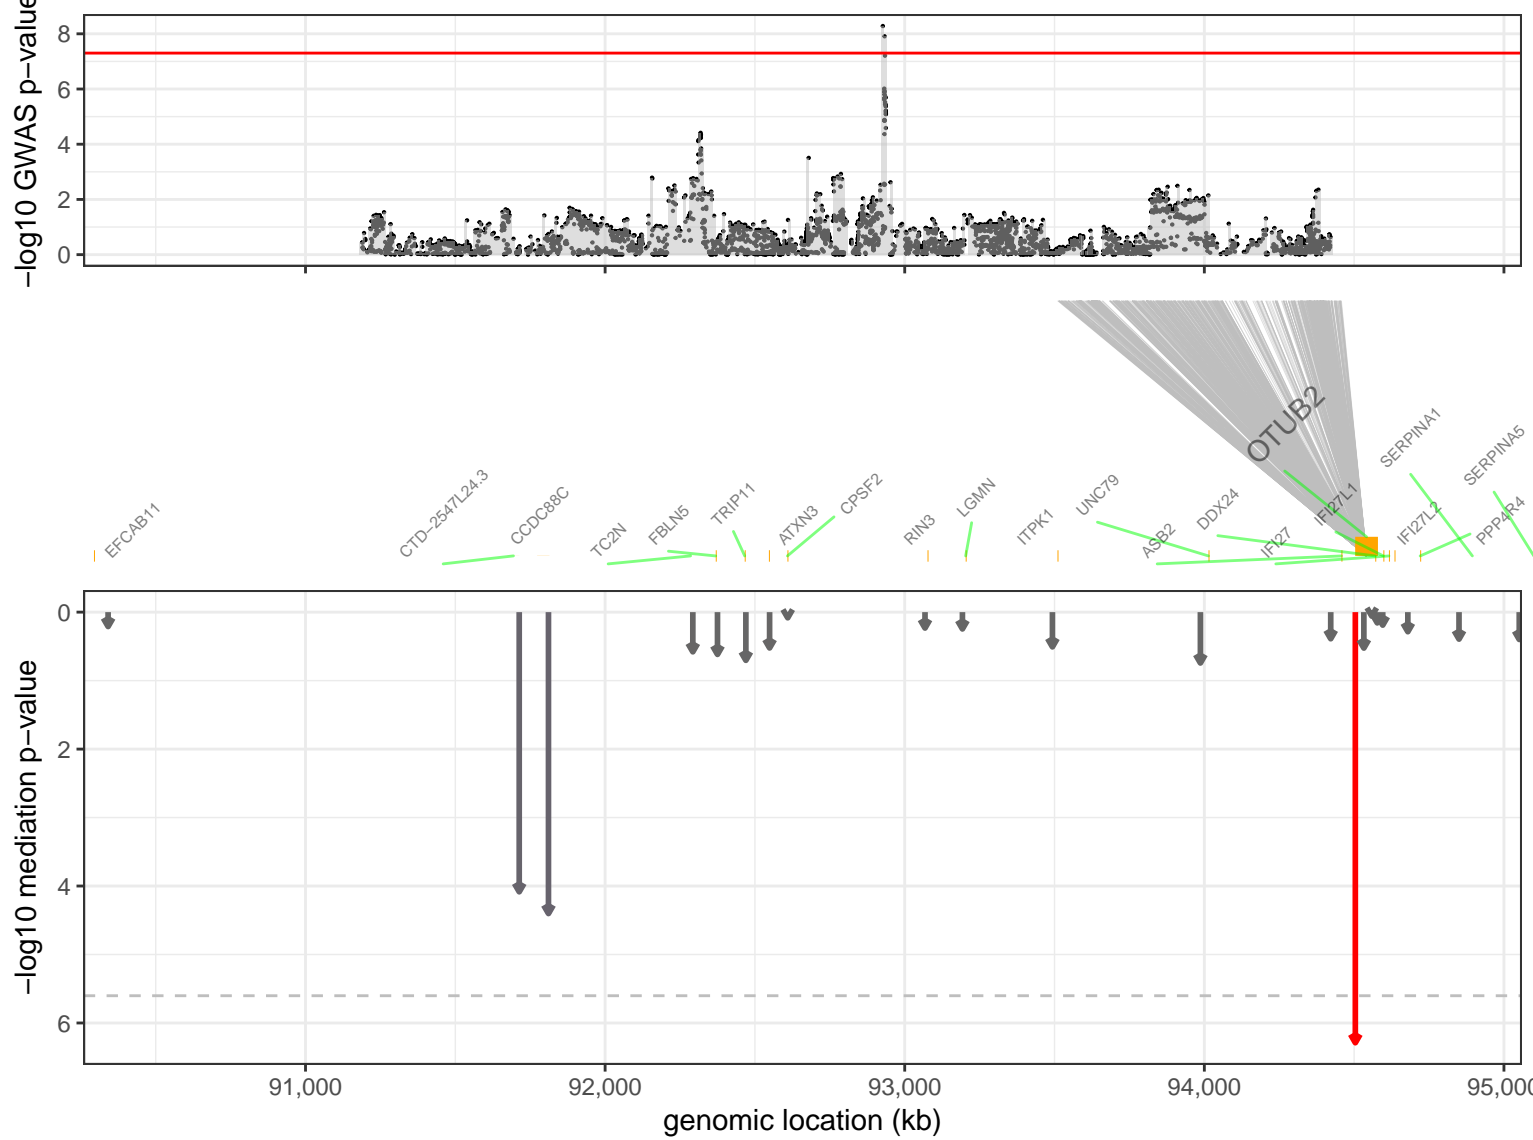 −log10 GWAS p−value
8
6
4
2
0
OTUB2
SERPINA1
SERPINA5
EFCAB11
CTD−2547L24.3
CCDC88C
TC2N
FBLN5
TRIP11
ATXN3
CPSF2
RIN3
LGMN
ITPK1
UNC79
ASB2
DDX24
IFI27
IFI27L1
IFI27L2
PPP4R4
−log10 mediation p−value
0
2
4
6
91,000
92,000
93,000
94,000
95,000
genomic location (kb)